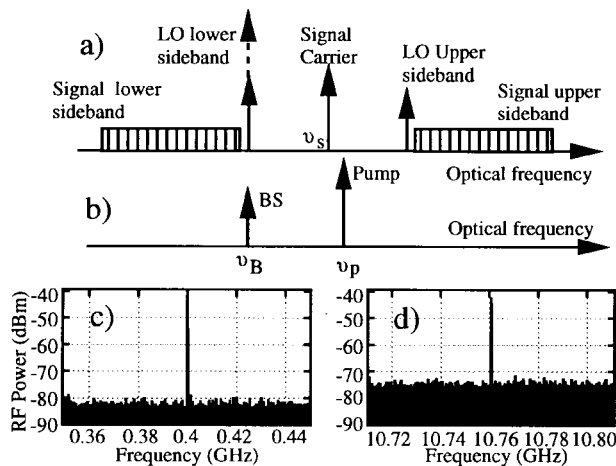 a)
LO lower
sideband
Signal
Carrier
LO Upper
sideband
Signal lower
sideband
Signal upper
sideband
υs
Optical frequency
b)
BS
Pump
Optical frequency
υB
υp
RF Power (dBm)
-40
-50
-60
-70
-80
-90
c)
0.36 0.38 0.4 0.42 0.44
Frequency (GHz)
-40
-50
-60
-70
-80
-90
d)
10.72 10.74 10.76 10.78 10.80
Frequency (GHz)